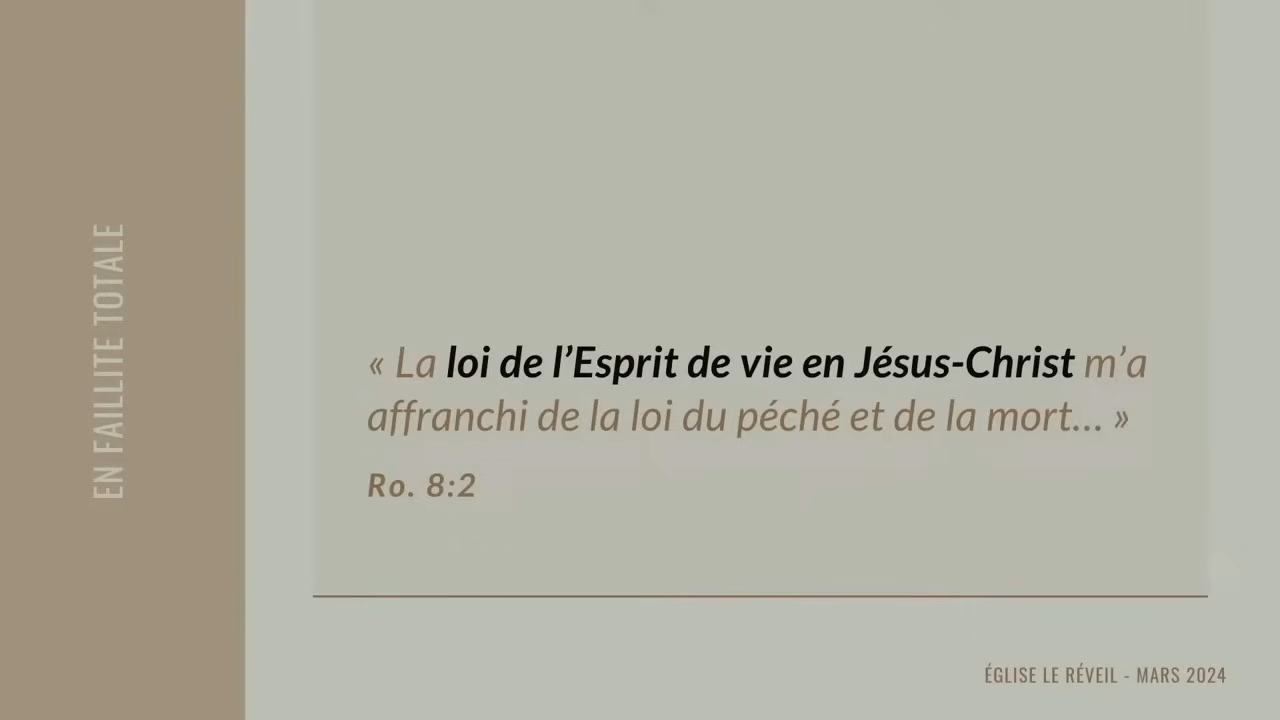 EN FAILLITE TOTALE
« La loi de l’Esprit de vie en Jésus-Christ m’a
affranchi de la loi du péché et de la mort… »
Ro. 8:2
ÉGLISE LE RÉVEIL - MARS 2024